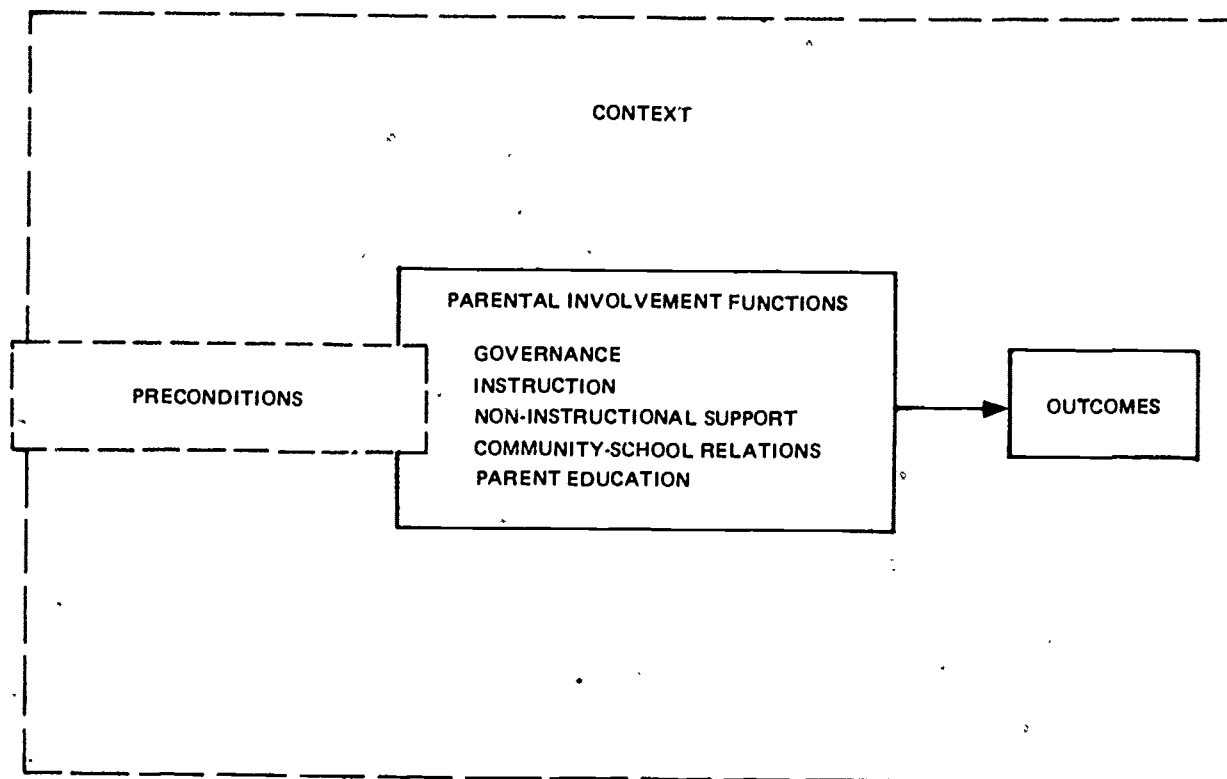 CONTEXT
PARENTAL INVOLVEMENT FUNCTIONS
GOVERNANCE
INSTRUCTION
NON-INSTRUCTIONAL SUPPORT
COMMUNITY-SCHOOL RELATIONS
PARENT EDUCATION
PRECONDITIONS
OUTCOMES